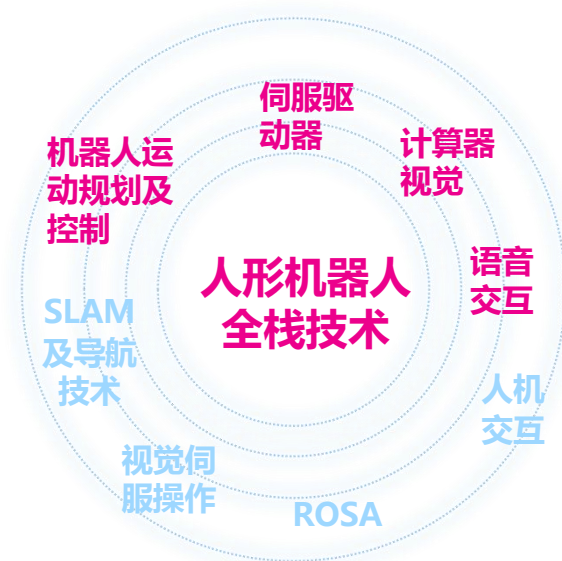 伺服驱
动器
计算器
视觉
机器人运
动规划及
控制
语音
交互
人形机器人
全栈技术
SLAM
及导航
技术
人机
交互
视觉伺
服操作
ROSA